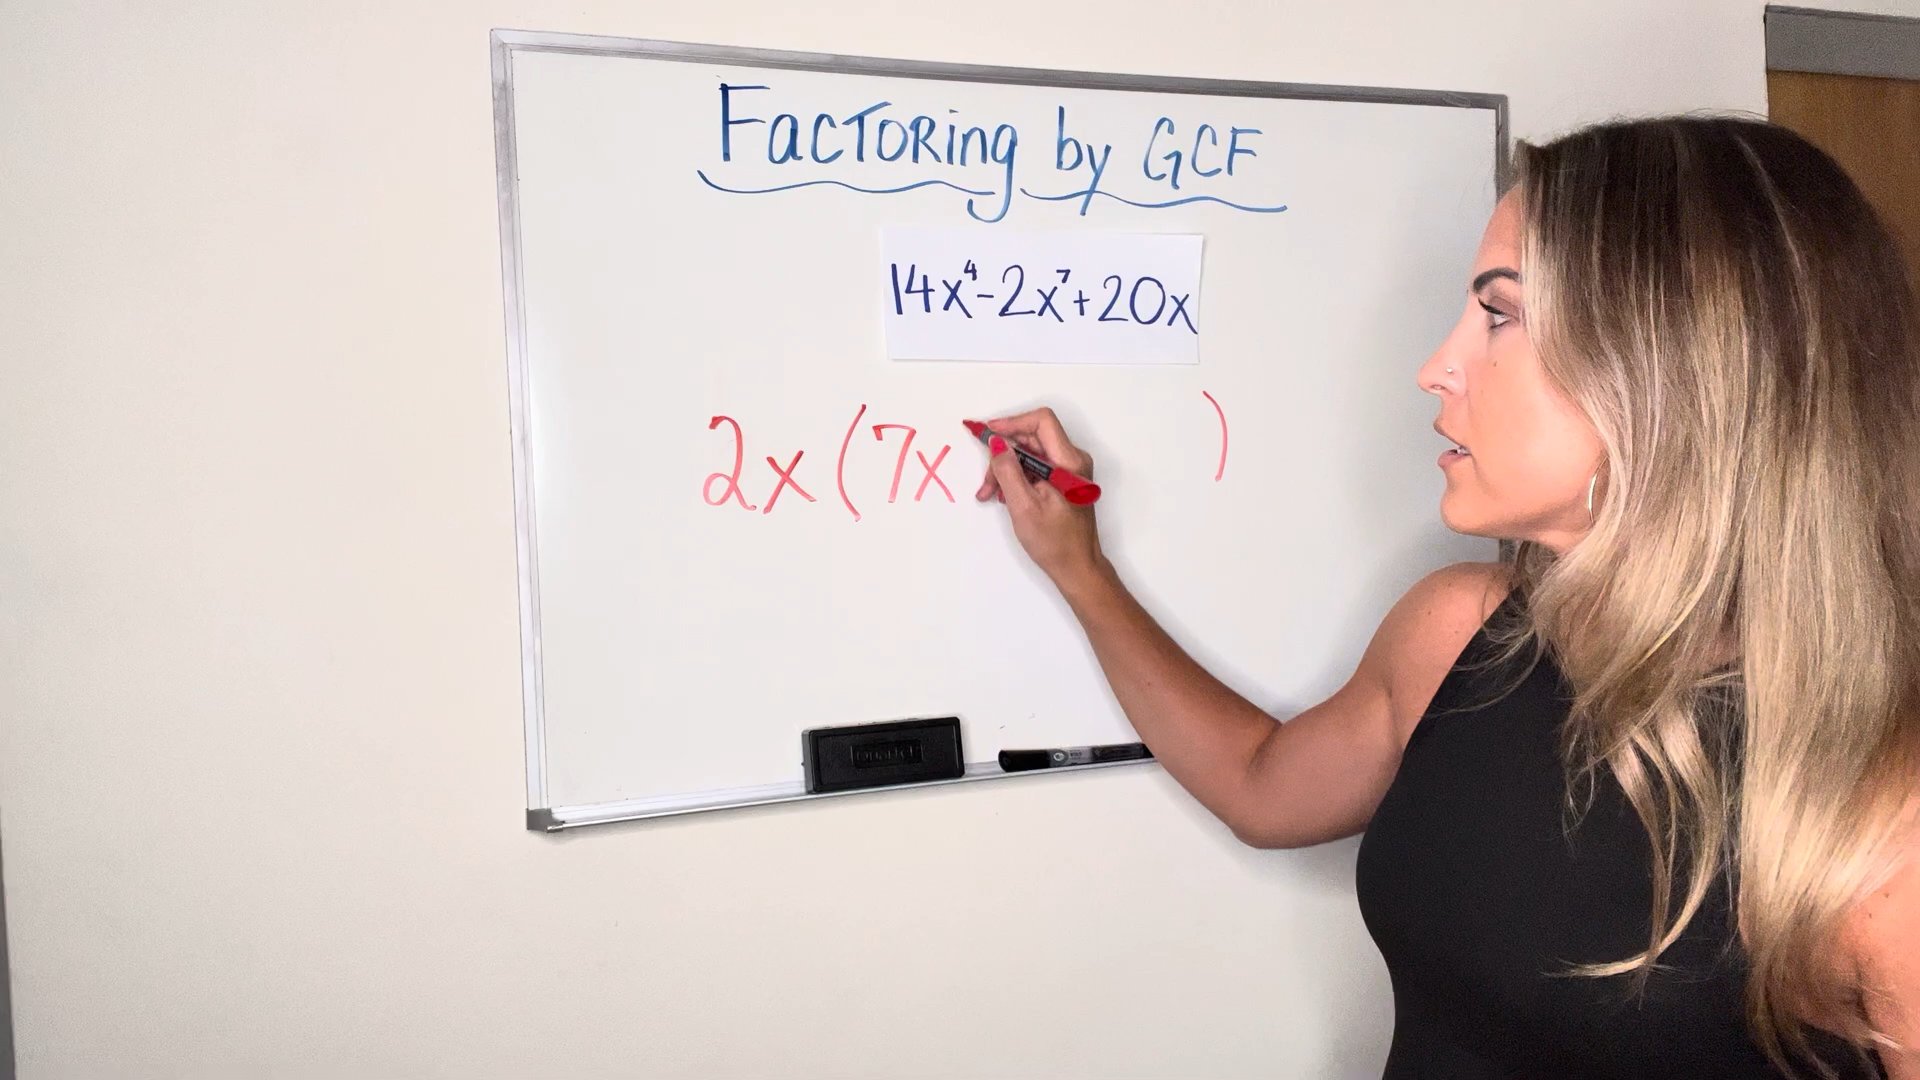 Factoring by GCF
14x⁴-2x⁷+20x
2x(7x )